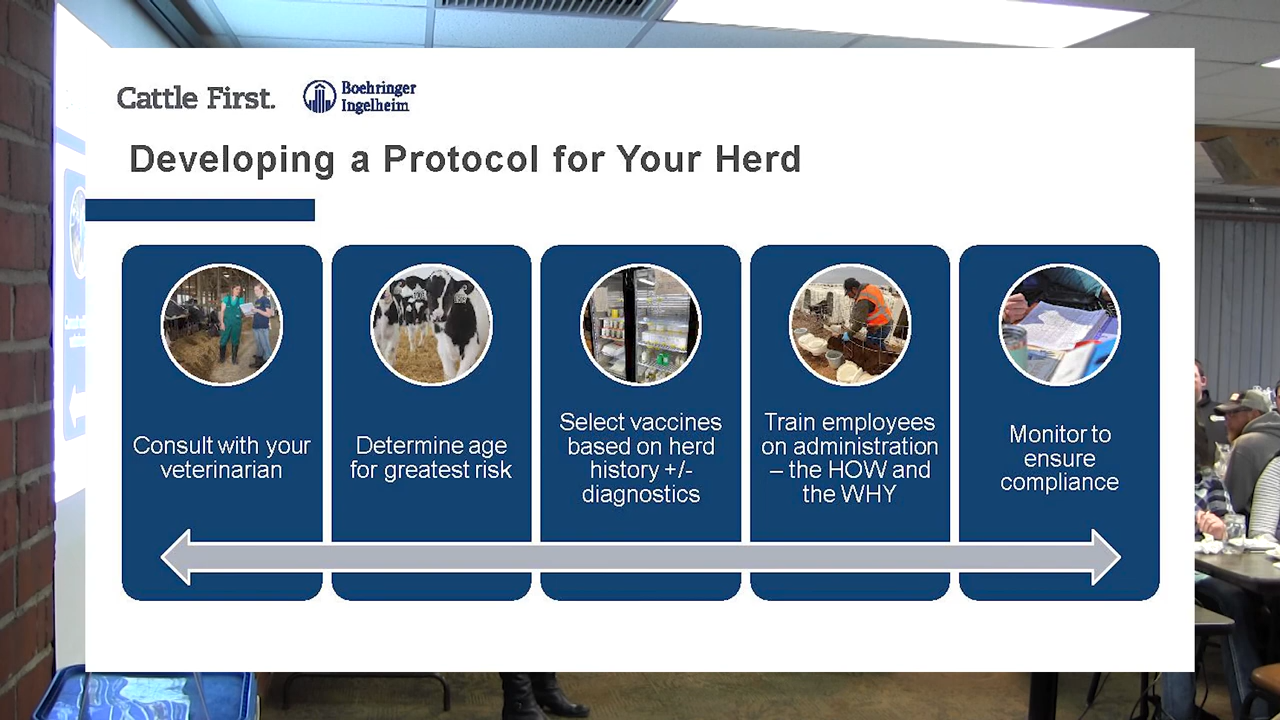 Cattle First.
Boehringer
Ingelheim
Developing a Protocol for Your Herd
Consult with your
veterinarian
Determine age
for greatest risk
Select vaccines
based on herd
history +/-
diagnostics
Train employees
on administration
– the HOW and
the WHY
Monitor to
ensure
compliance